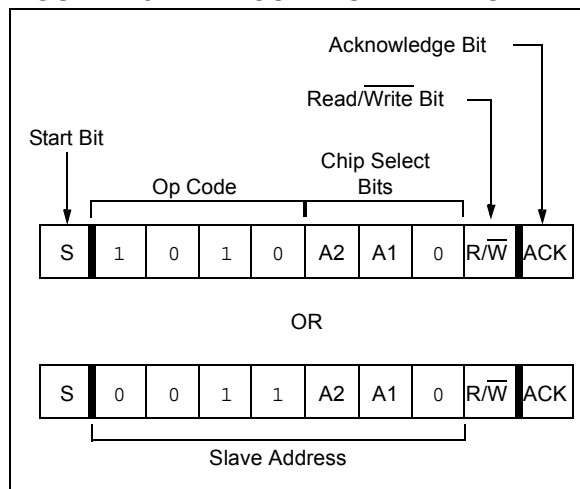 Acknowledge Bit
Read/Write Bit
Start Bit
Chip Select
Op Code Bits
S 1 0 1 0 A2 A1 0 R/W ACK
OR
S 0 0 1 1 A2 A1 0 R/W ACK
Slave Address